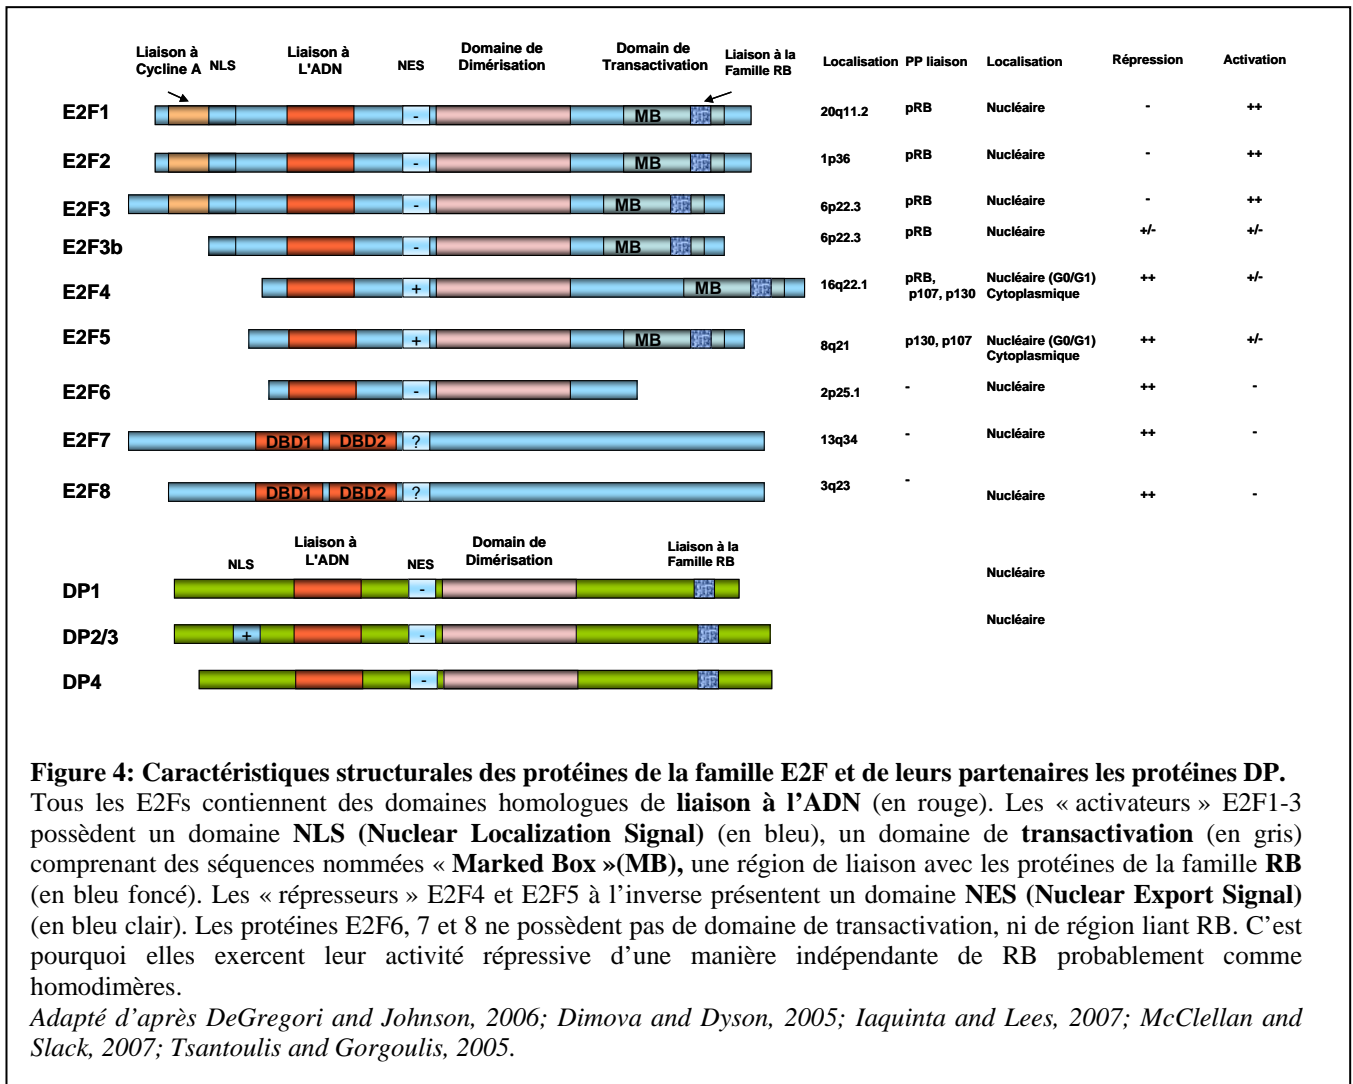 Liaison à
Cycline A
NLS
Liaison à
L'ADN
NES
Domaine de
Dimérisation
Domain de
Transactivation
Liaison à la
Famille RB
Localisation PP liaison Localisation Répression Activation
E2F1 - MB 20q11.2 pRB Nucléaire - ++
E2F2 - MB 1p36 pRB Nucléaire - ++
E2F3 - MB 6p22.3 pRB Nucléaire - ++
E2F3b - MB 6p22.3 pRB Nucléaire +/- +/-
E2F4 + MB 16q22.1 pRB, Nucléaire (G0/G1) ++ +/-
p107, p130 Cytoplasmique
E2F5 + MB 8q21 p130, p107 Nucléaire (G0/G1) ++ +/-
Cytoplasmique
E2F6 - 2p25.1 - Nucléaire ++ -
E2F7 DBD1 DBD2 ? 13q34 - Nucléaire ++ -
E2F8 DBD1 DBD2 ? 3q23 - Nucléaire ++ -
NLS
Liaison à
L'ADN
NES
Domain de
Dimérisation
Liaison à la
Famille RB
DP1 - Nucléaire
DP2/3 + - Nucléaire
DP4 -
Figure 4: Caractéristiques structurales des protéines de la famille E2F et de leurs partenaires les protéines DP.
Tous les E2Fs contiennent des domaines homologues de liaison à l’ADN (en rouge). Les « activateurs » E2F1-3
possèdent un domaine NLS (Nuclear Localization Signal) (en bleu), un domaine de transactivation (en gris)
comprenant des séquences nommées « Marked Box »(MB), une région de liaison avec les protéines de la famille RB
(en bleu foncé). Les « répresseurs » E2F4 et E2F5 à l’inverse présentent un domaine NES (Nuclear Export Signal)
(en bleu clair). Les protéines E2F6, 7 et 8 ne possèdent pas de domaine de transactivation, ni de région liant RB. C’est
pourquoi elles exercent leur activité répressive d’une manière indépendante de RB probablement comme
homodimères.
Adapté d’après DeGregori and Johnson, 2006; Dimova and Dyson, 2005; Iaquinta and Lees, 2007; McClellan and
Slack, 2007; Tsantoulis and Gorgoulis, 2005.